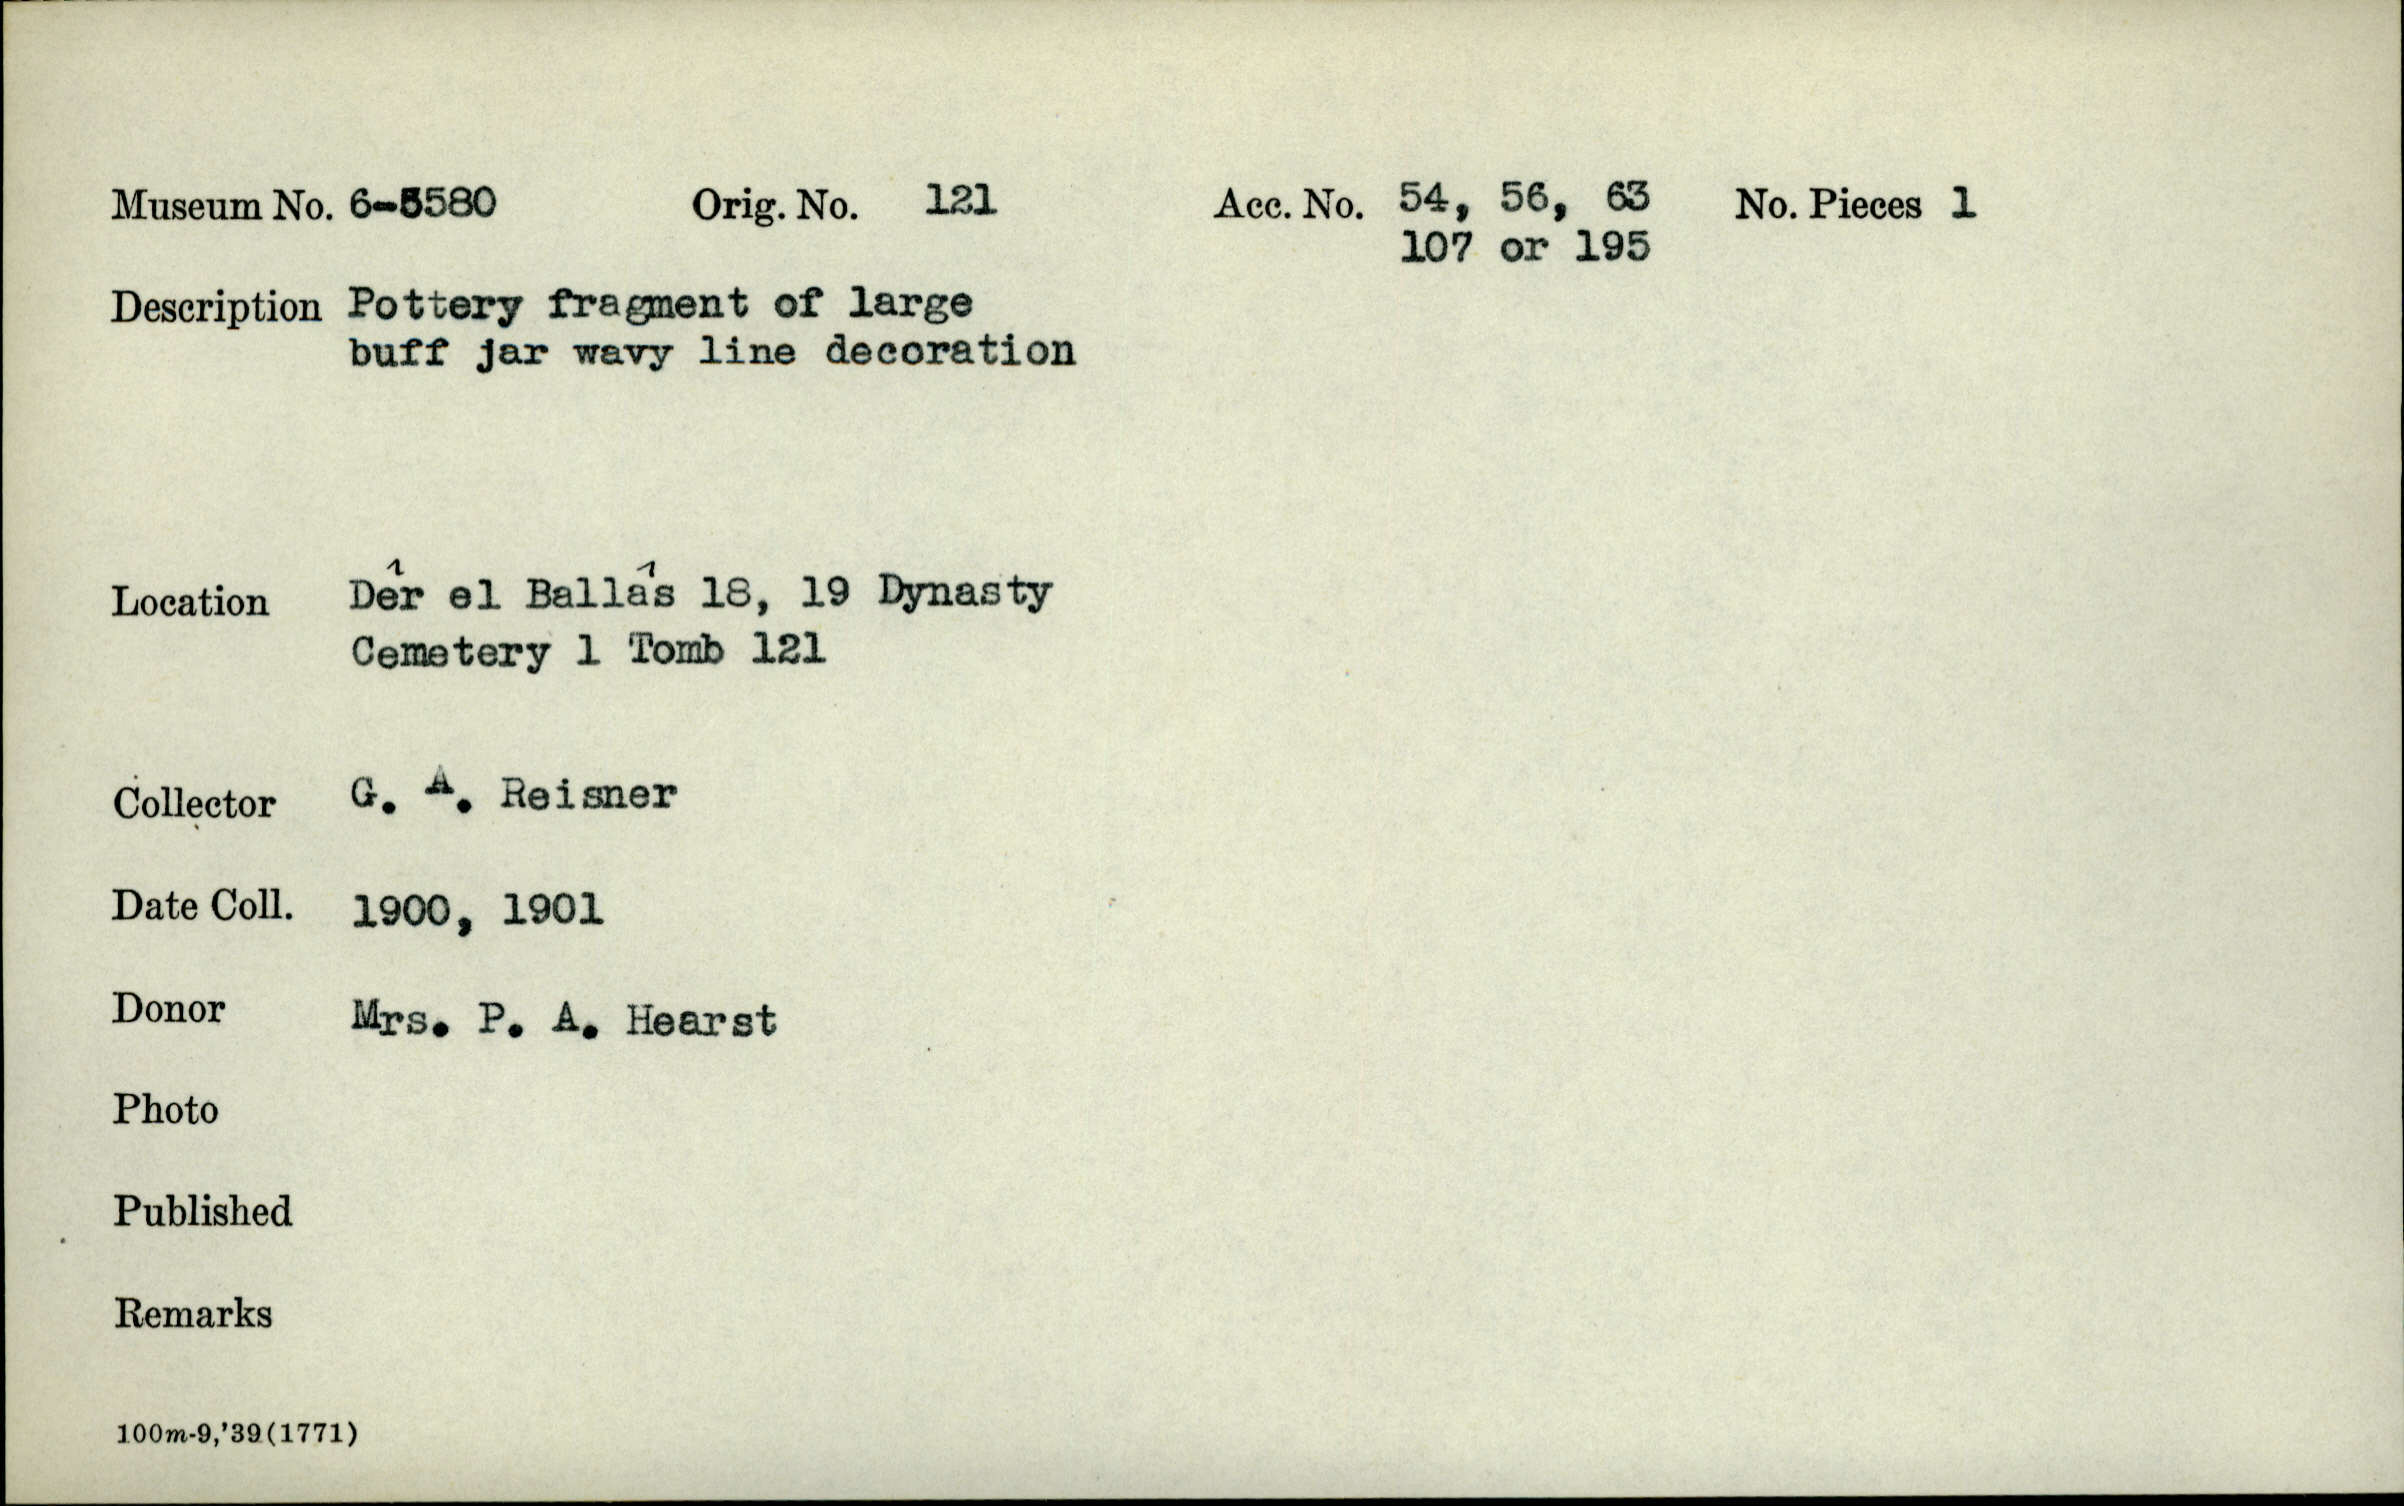 Museum No. 6-5580 Orig. No. 121 Acc. No. 54, 56, 63 No. Pieces 1
107 or 195
Description Pottery fragment of large
buff jar wavy line decoration
Location Dêr el Ballâs 18, 19 Dynasty
Cemetery 1 Tomb 121
Collector G. A. Reisner
Date Coll. 1900, 1901
Donor Mrs. P. A. Hearst
Photo
Published
Remarks
100m-9,'39(1771)